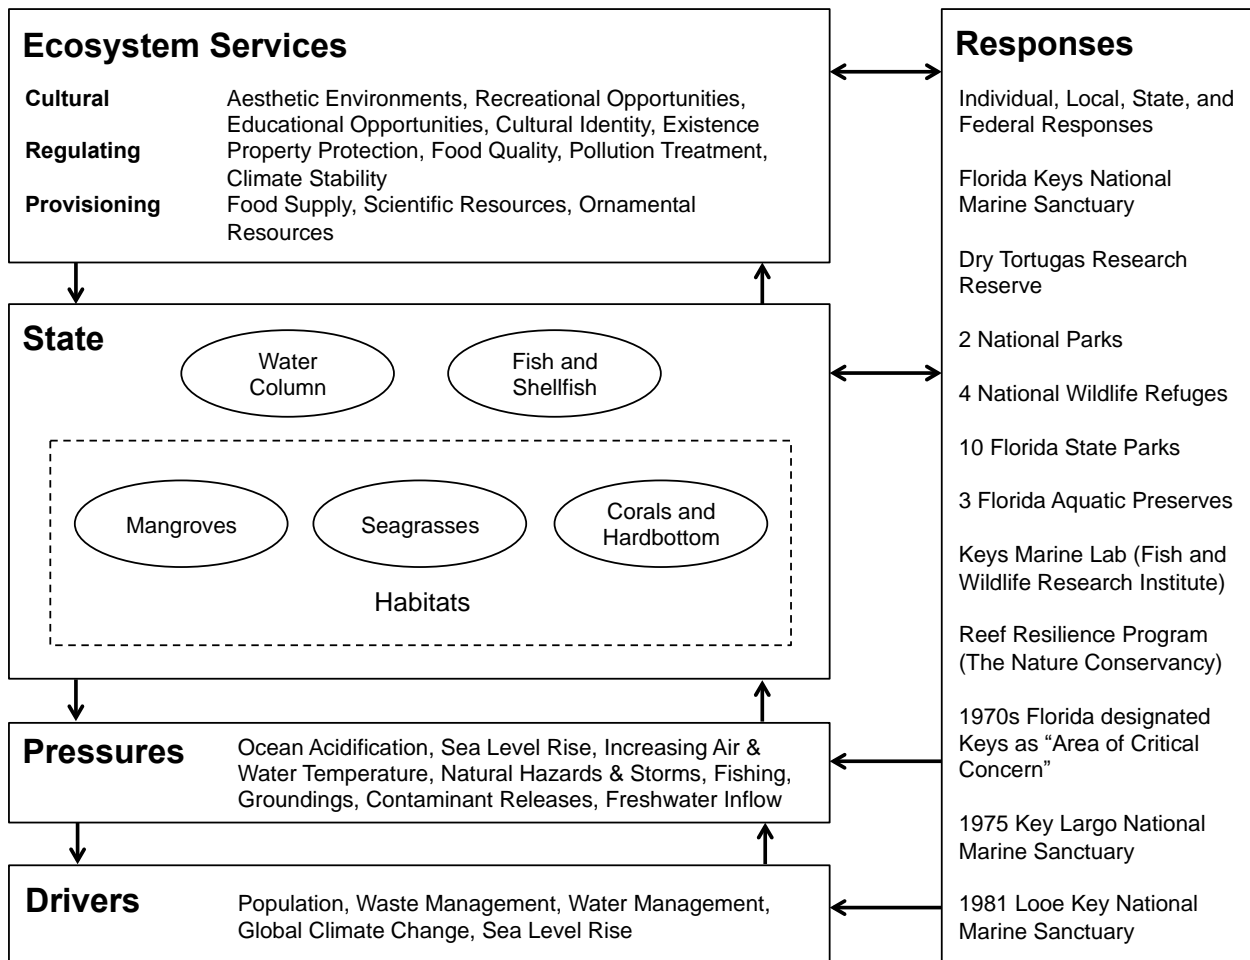 Ecosystem Services
Cultural Aesthetic Environments, Recreational Opportunities,
Educational Opportunities, Cultural Identity, Existence
Regulating Property Protection, Food Quality, Pollution Treatment,
Climate Stability
Provisioning Food Supply, Scientific Resources, Ornamental
Resources
State
Water
Column
Fish and
Shellfish
Mangroves
Seagrasses
Corals and
Hardbottom
Habitats
Pressures
Ocean Acidification, Sea Level Rise, Increasing Air &
Water Temperature, Natural Hazards & Storms, Fishing,
Groundings, Contaminant Releases, Freshwater Inflow
Drivers
Population, Waste Management, Water Management,
Global Climate Change, Sea Level Rise
Responses
Individual, Local, State, and
Federal Responses
Florida Keys National
Marine Sanctuary
Dry Tortugas Research
Reserve
2 National Parks
4 National Wildlife Refuges
10 Florida State Parks
3 Florida Aquatic Preserves
Keys Marine Lab (Fish and
Wildlife Research Institute)
Reef Resilience Program
(The Nature Conservancy)
1970s Florida designated
Keys as “Area of Critical
Concern”
1975 Key Largo National
Marine Sanctuary
1981 Looe Key National
Marine Sanctuary